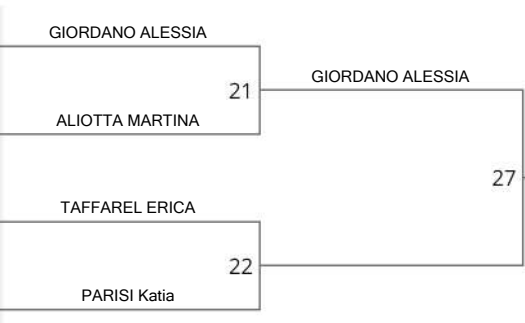 GIORDANO ALESSIA
GIORDANO ALESSIA
21
ALIOTTA MARTINA
27
TAFFAREL ERICA
22
PARISI Katia